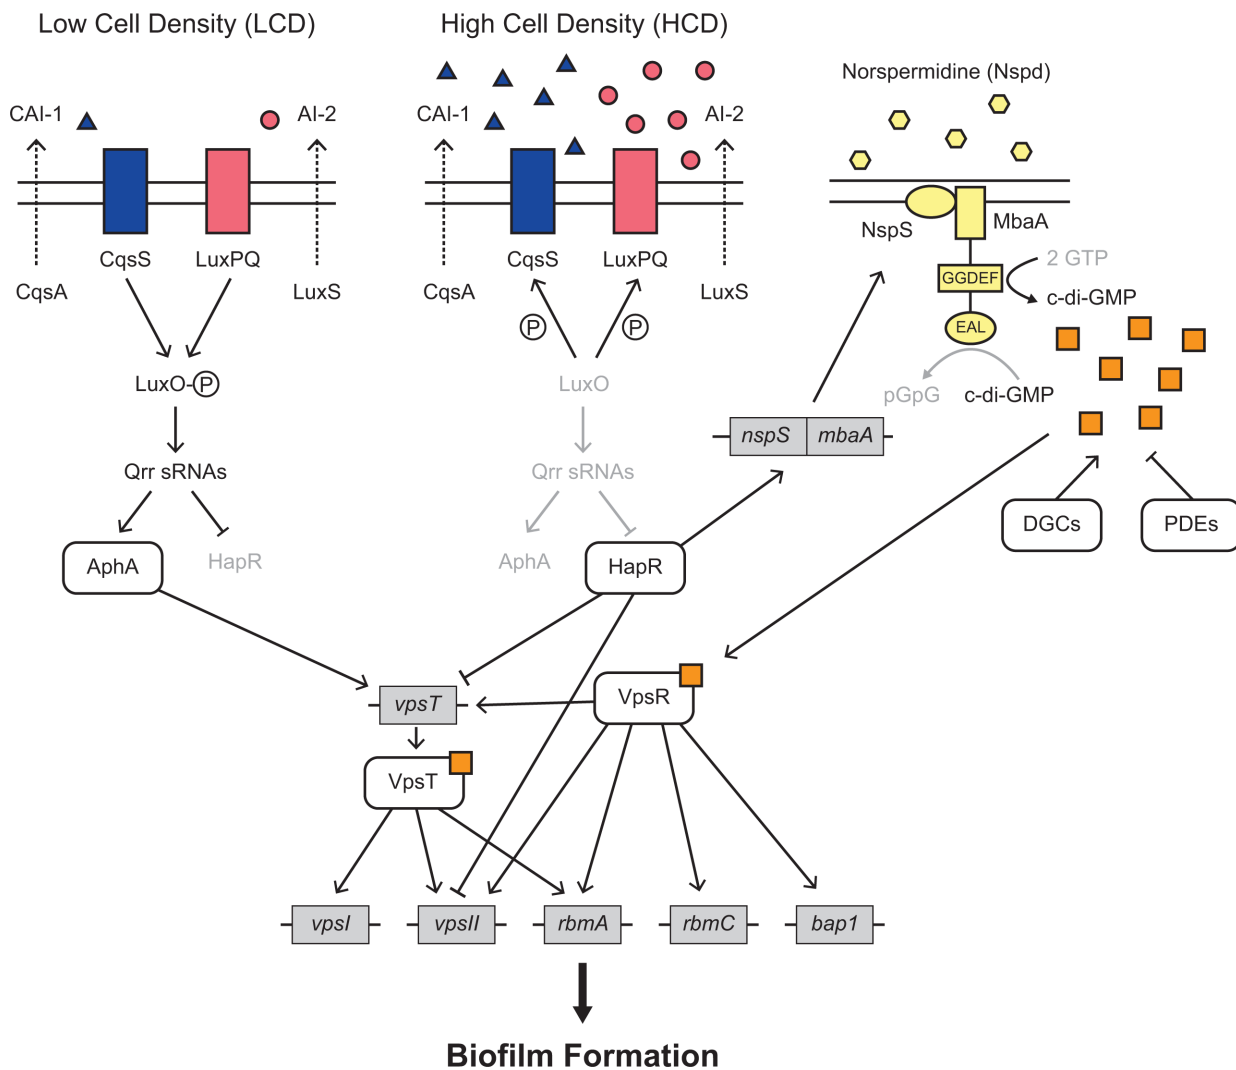 Low Cell Density (LCD)
High Cell Density (HCD)
Norspermidine (Nspd)
CAI-1
AI-2
CAI-1
AI-2
CqsS
LuxPQ
CqsA
LuxS
CqsS
LuxPQ
CqsA
LuxS
NspS
MbaA
GGDEF
2 GTP
c-di-GMP
EAL
pGpG
c-di-GMP
P
P
LuxO-P
LuxO
nspS
mbaA
Qrr sRNAs
Qrr sRNAs
DGCs
PDEs
AphA
HapR
AphA
HapR
vpsT
VpsR
VpsT
vpsI
vpsII
rbmA
rbmC
bap1
Biofilm Formation